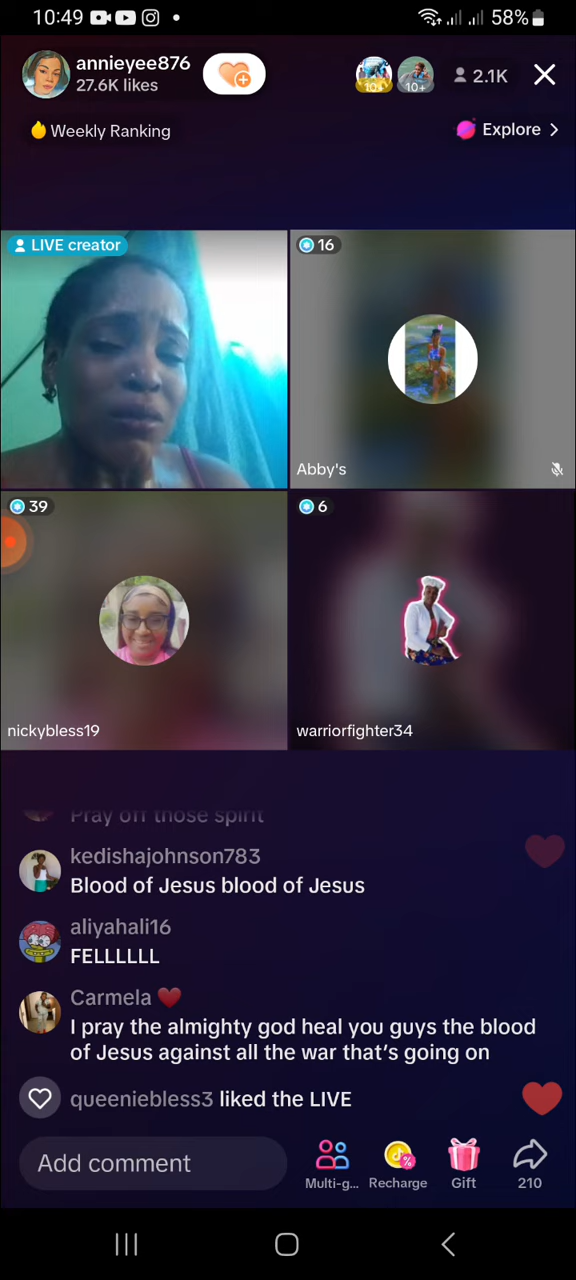 10:49
58%
annieyee876
27.6K likes
10+
10+
2.1K
Weekly Ranking
Explore >
LIVE creator
16
Abby's
39
6
nickybless19
warriorfighter34
Pray off those spirit
kedishajohnson783
Blood of Jesus blood of Jesus
aliyahali16
FELLLLLL
Carmela ❤️
I pray the almighty god heal you guys the blood
of Jesus against all the war that's going on
queeniebless3 liked the LIVE
Add comment
Multi-g...
Recharge
Gift
210